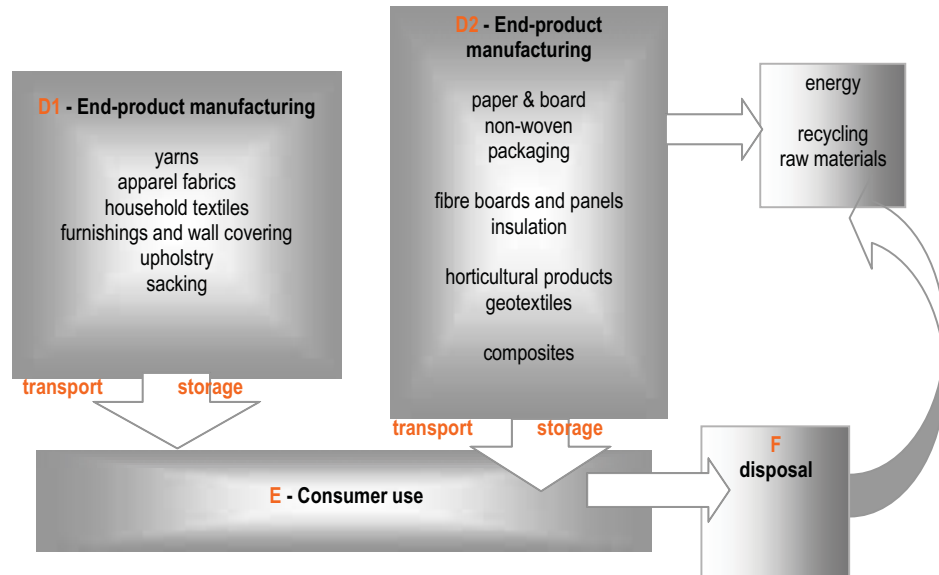 D1 - End-product manufacturing
yarns
apparel fabrics
household textiles
furnishings and wall covering
upholstry
sacking
transport
storage
D2 - End-product
manufacturing
paper & board
non-woven
packaging
fibre boards and panels
insulation
horticultural products
geotextiles
composites
transport
storage
energy
recycling
raw materials
E - Consumer use
F
disposal